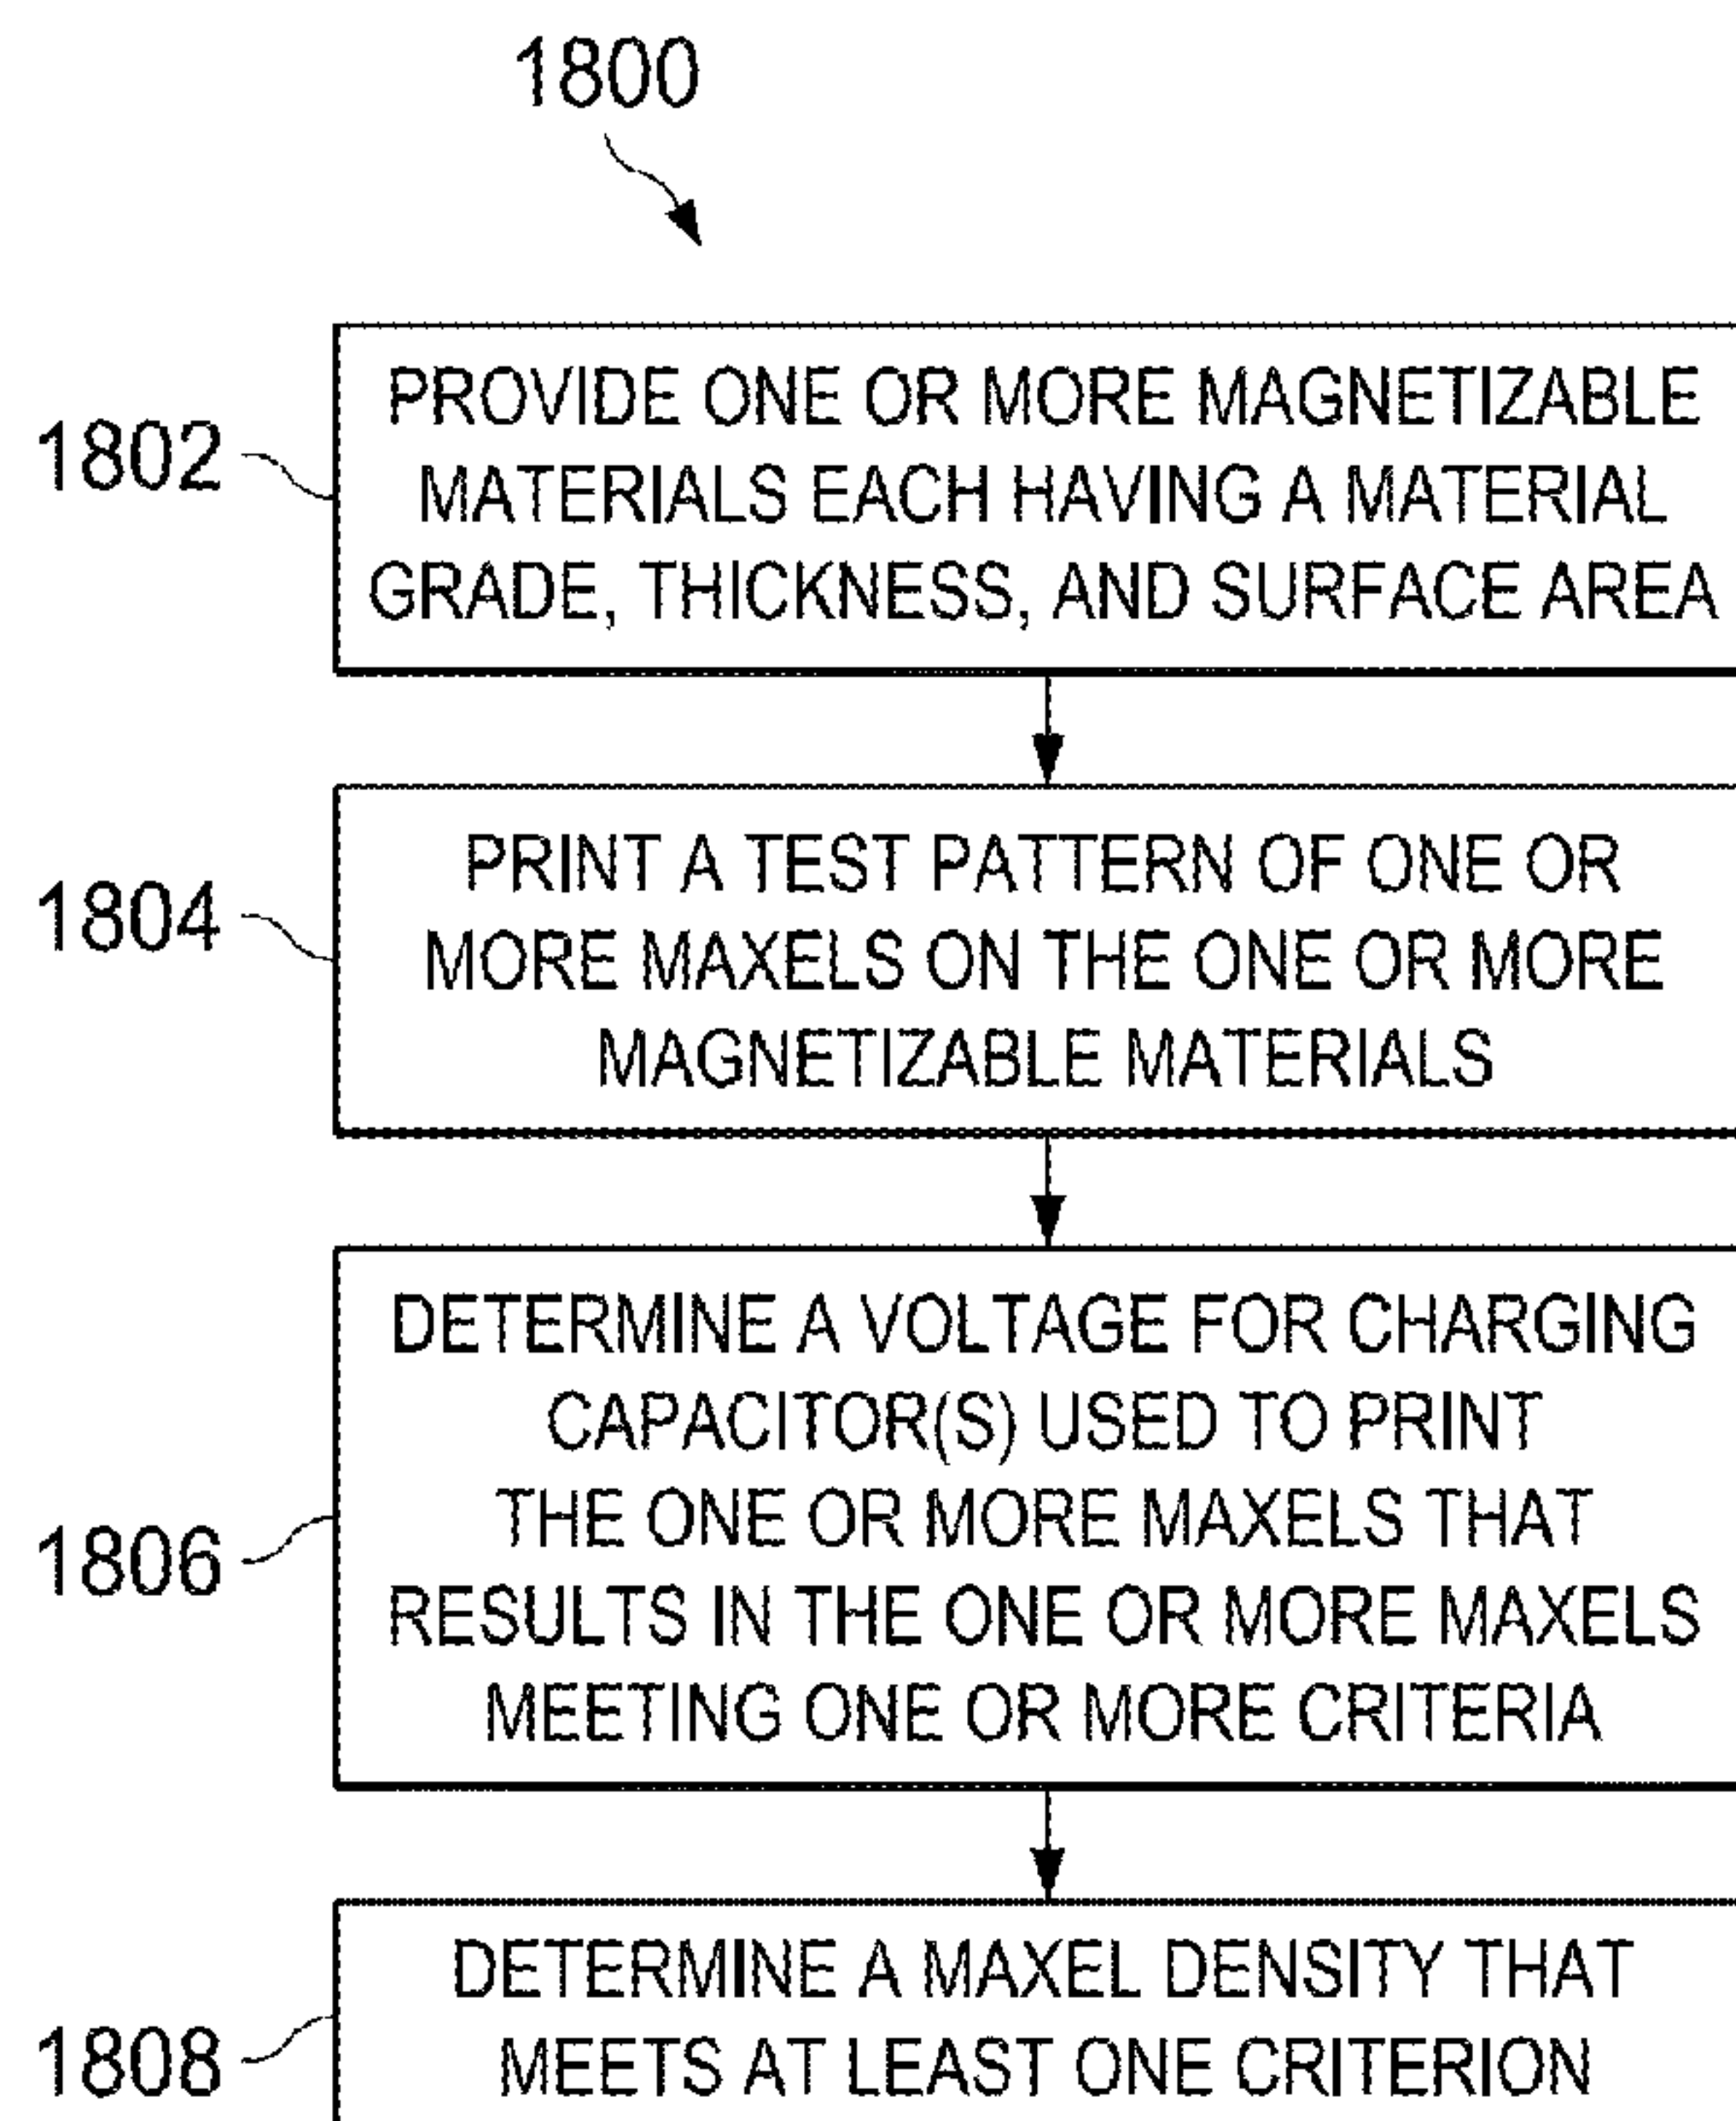 1800
1802
PROVIDE ONE OR MORE MAGNETIZABLE
MATERIALS EACH HAVING A MATERIAL
GRADE, THICKNESS, AND SURFACE AREA
1804
PRINT A TEST PATTERN OF ONE OR
MORE MAXELS ON THE ONE OR MORE
MAGNETIZABLE MATERIALS
1806
DETERMINE A VOLTAGE FOR CHARGING
CAPACITOR(S) USED TO PRINT
THE ONE OR MORE MAXELS THAT
RESULTS IN THE ONE OR MORE MAXELS
MEETING ONE OR MORE CRITERIA
1808
DETERMINE A MAXEL DENSITY THAT
MEETS AT LEAST ONE CRITERION